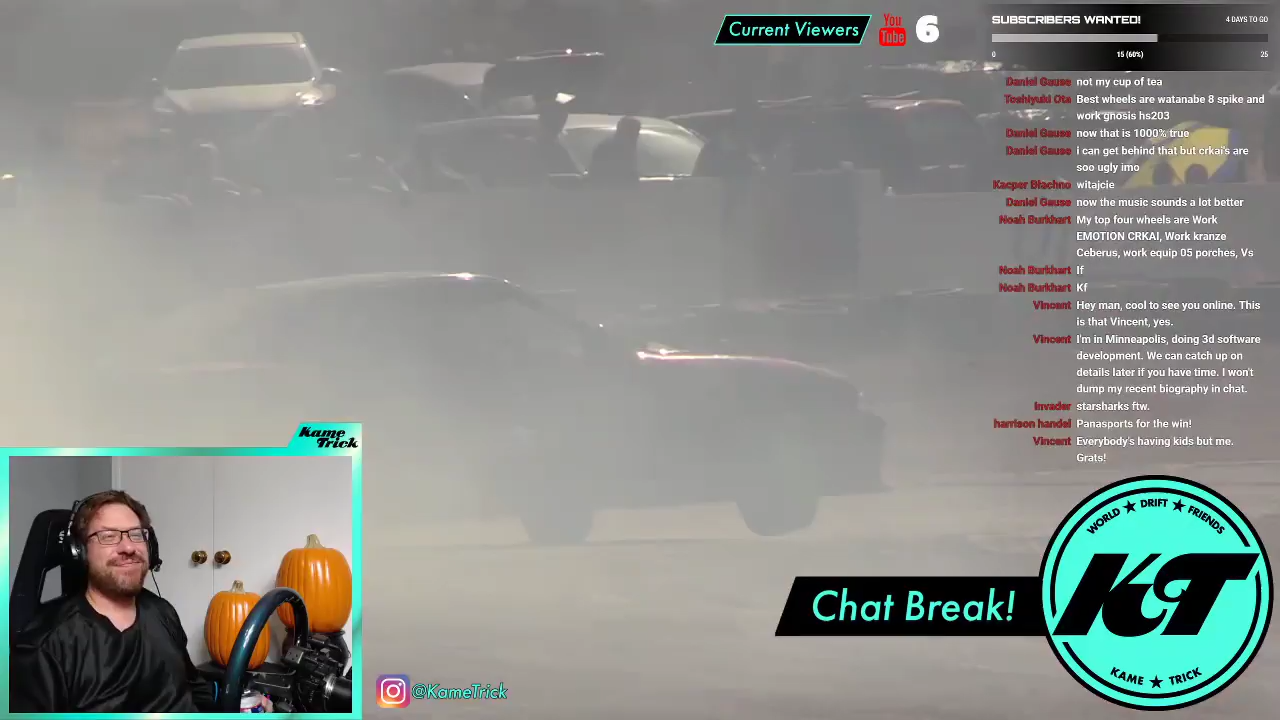 Current Viewers
You
Tube
6
SUBSCRIBERS WANTED!
4 DAYS TO GO
0
15 (60%)
25
Daniel Gause not my cup of tea
Toshiyuki Ota Best wheels are watanabe 8 spike and
work gnosis hs203
Daniel Gause now that is 1000% true
Daniel Gause i can get behind that but crkai's are
soo ugly imo
Kacper Błachno witajcie
Daniel Gause now the music sounds a lot better
Noah Burkhart My top four wheels are Work
EMOTION CRKAI, Work kranze
Ceberus, work equip 05 porches, Vs
Noah Burkhart If
Noah Burkhart Kf
Vincent Hey man, cool to see you online. This
is that Vincent, yes.
Vincent I'm in Minneapolis, doing 3d software
development. We can catch up on
details later if you have time. I won't
dump my recent biography in chat.
Invader starsharks ftw.
harrison handel Panasports for the win!
Vincent Everybody's having kids but me.
Grats!
Kame
Trick
WORLD ★ DRIFT ★ FRIENDS
KT
KAME ★ TRICK
Chat Break!
@KameTrick